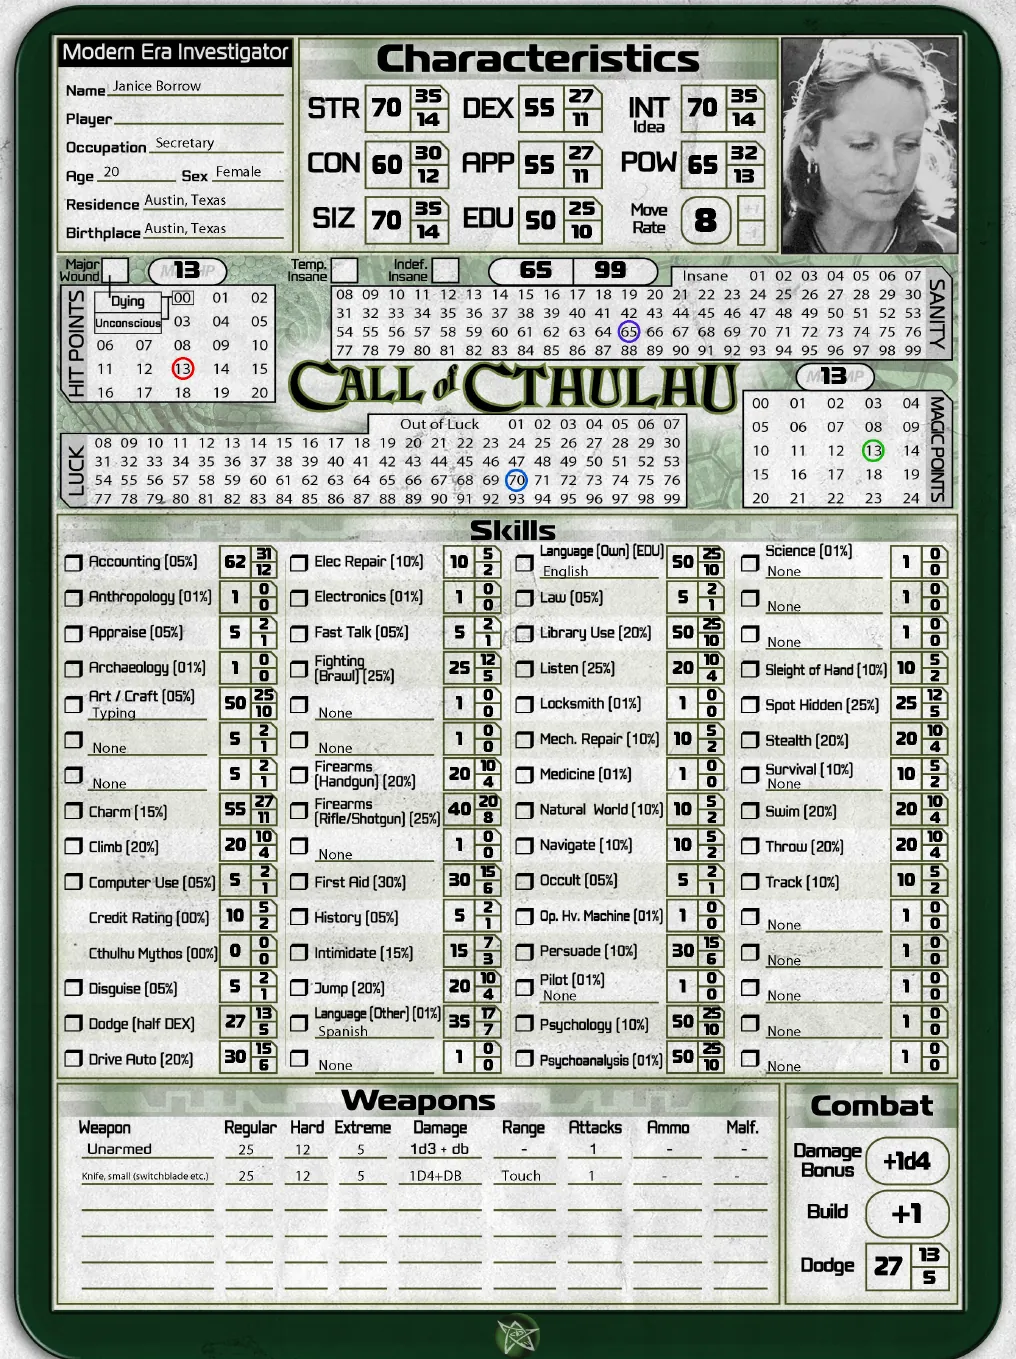 Modern Era Investigator
Name Janice Borrow
Player
Occupation Secretary
Age 20 Sex Female
Residence Austin, Texas
Birthplace Austin, Texas
Characteristics
STR 70 35 14 DEX 55 27 11 INT Idea 70 35 14
CON 60 30 12 APP 55 27 11 POW 65 32 13
SIZ 70 35 14 EDU 50 25 10 Move Rate 8
Major Wound 13
HIT POINTS
Dying 00 01 02
Unconscious 03 04 05
06 07 08 09 10
11 12 13 14 15
16 17 18 19 20
Temp. Insane Indef. Insane 65 99
SANITY
Insane 01 02 03 04 05 06 07
08 09 10 11 12 13 14 15 16 17 18 19 20 21 22 23 24 25 26 27 28 29 30
31 32 33 34 35 36 37 38 39 40 41 42 43 44 45 46 47 48 49 50 51 52 53
54 55 56 57 58 59 60 61 62 63 64 65 66 67 68 69 70 71 72 73 74 75 76
77 78 79 80 81 82 83 84 85 86 87 88 89 90 91 92 93 94 95 96 97 98 99
CALL of CTHULHU
LUCK
Out of Luck 01 02 03 04 05 06 07
08 09 10 11 12 13 14 15 16 17 18 19 20 21 22 23 24 25 26 27 28 29 30
31 32 33 34 35 36 37 38 39 40 41 42 43 44 45 46 47 48 49 50 51 52 53
54 55 56 57 58 59 60 61 62 63 64 65 66 67 68 69 70 71 72 73 74 75 76
77 78 79 80 81 82 83 84 85 86 87 88 89 90 91 92 93 94 95 96 97 98 99
13
MAGIC POINTS
00 01 02 03 04
05 06 07 08 09
10 11 12 13 14
15 16 17 18 19
20 21 22 23 24
Skills
Accounting (05%) 62 31 12
Anthropology (01%) 1 0 0
Appraise (05%) 5 2 1
Archaeology (01%) 1 0 0
Art / Craft (05%) Typing 50 25 10
None 5 2 1
None 5 2 1
Charm (15%) 55 27 11
Climb (20%) 20 10 4
Computer Use (05%) 5 2 1
Credit Rating (00%) 10 5 2
Cthulhu Mythos (00%) 0 0 0
Disguise (05%) 5 2 1
Dodge (half DEX) 27 13 5
Drive Auto (20%) 30 15 6
Elec Repair (10%) 10 5 2
Electronics (01%) 1 0 0
Fast Talk (05%) 5 2 1
Fighting (Brawl) (25%) 25 12 5
None 1 0 0
None 1 0 0
Firearms (Handgun) (20%) 20 10 4
Firearms (Rifle/Shotgun) (25%) 40 20 8
None 1 0 0
First Aid (30%) 30 15 6
History (05%) 5 2 1
Intimidate (15%) 15 7 3
Jump (20%) 20 10 4
Language (Other) (01%) Spanish 35 17 7
None 1 0 0
Language (Own) (EDU) English 50 25 10
Law (05%) 5 2 1
Library Use (20%) 50 25 10
Listen (25%) 20 10 4
Locksmith (01%) 1 0 0
Mech. Repair (10%) 10 5 2
Medicine (01%) 1 0 0
Natural World (10%) 10 5 2
Navigate (10%) 10 5 2
Occult (05%) 5 2 1
Op. Hv. Machine (01%) 1 0 0
Persuade (10%) 30 15 6
Pilot (01%) None 1 0 0
Psychology (10%) 50 25 10
Psychoanalysis (01%) 50 25 10
Science (01%) None 1 0 0
None 1 0 0
None 1 0 0
Sleight of Hand (10%) 10 5 2
Spot Hidden (25%) 25 12 5
Stealth (20%) 20 10 4
Survival (10%) None 10 5 2
Swim (20%) 20 10 4
Throw (20%) 20 10 4
Track (10%) 10 5 2
None 1 0 0
None 1 0 0
None 1 0 0
None 1 0 0
None 1 0 0
Weapons
Weapon Regular Hard Extreme Damage Range Attacks Ammo Malf.
Unarmed 25 12 5 1d3 + db - 1 - -
Knife, small (switchblade etc.) 25 12 5 1D4+DB Touch 1 - -
Combat
Damage Bonus +1d4
Build +1
Dodge 27 13 5